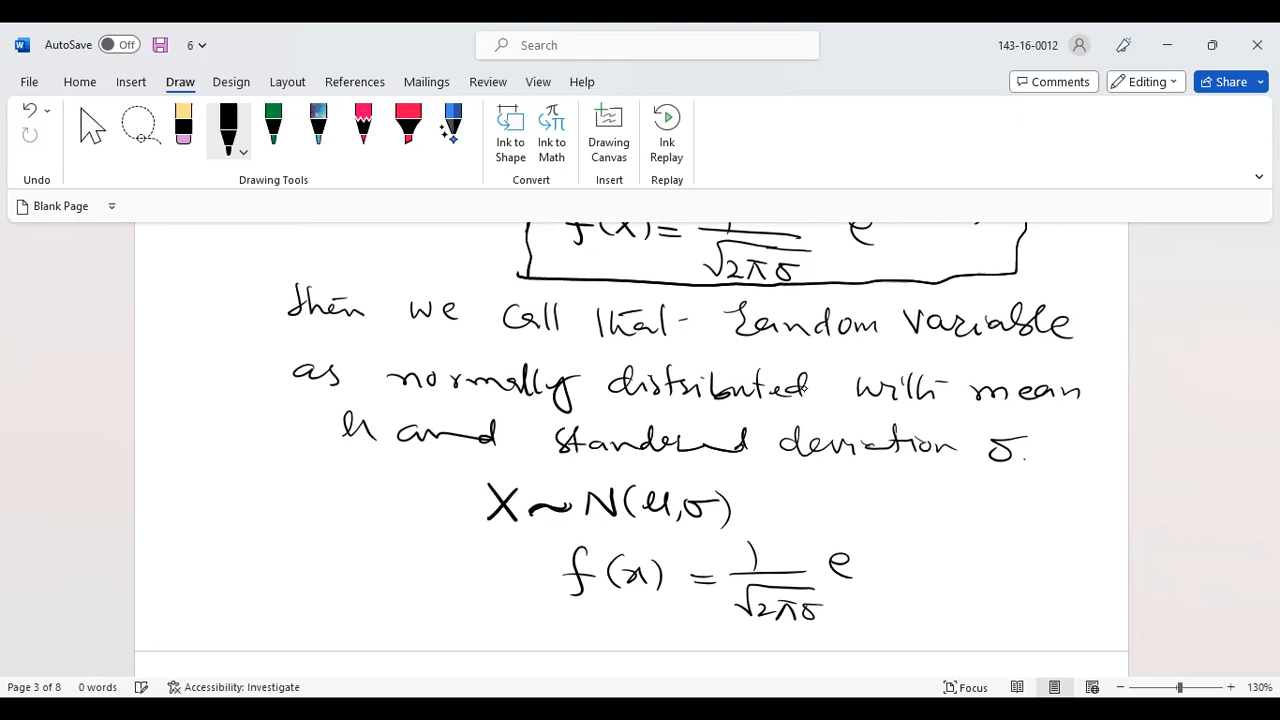 AutoSave Off 6 Search 143-16-0012
File Home Insert Draw Design Layout References Mailings Review View Help Comments Editing Share
Ink to Shape Ink to Math Drawing Canvas Ink Replay
Undo Drawing Tools Convert Insert Replay
Blank Page
f(x)= 1/√2πσ e
then we call that random variable
as normally distributed with mean
μ and standerd deviation σ.
X ~ N(μ,σ)
f(x) = 1/√2πσ e
Page 3 of 8 0 words Accessibility: Investigate Focus 130%